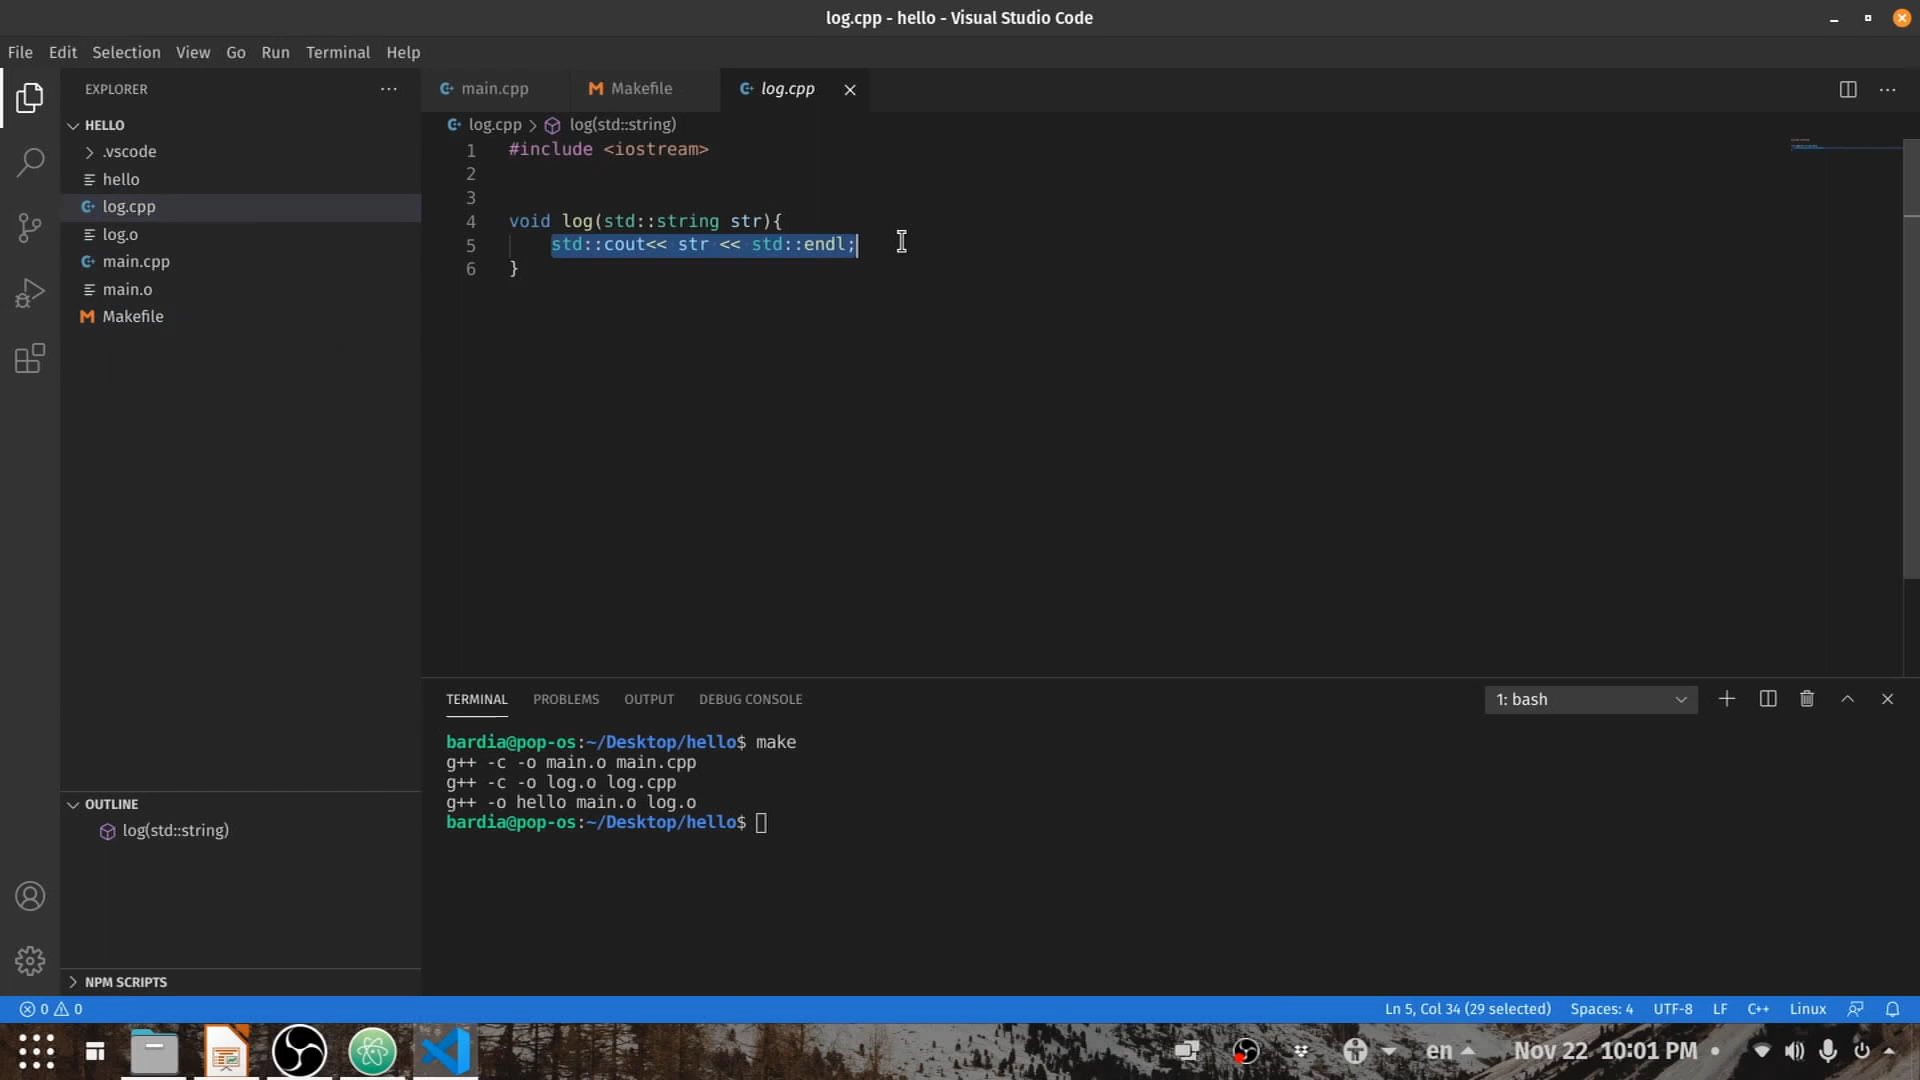 log.cpp - hello - Visual Studio Code
File Edit Selection View Go Run Terminal Help
EXPLORER
main.cpp
Makefile
log.cpp
HELLO
.vscode
hello
log.cpp
log.o
main.cpp
main.o
Makefile
log.cpp > log(std::string)
1 #include <iostream>
2
3
4 void log(std::string str){
5 std::cout<< str << std::endl;
6 }
TERMINAL PROBLEMS OUTPUT DEBUG CONSOLE
1: bash
bardia@pop-os:~/Desktop/hello$ make
g++ -c -o main.o main.cpp
g++ -c -o log.o log.cpp
g++ -o hello main.o log.o
bardia@pop-os:~/Desktop/hello$
OUTLINE
log(std::string)
NPM SCRIPTS
0 0
Ln 5, Col 34 (29 selected) Spaces: 4 UTF-8 LF C++ Linux
en Nov 22 10:01 PM